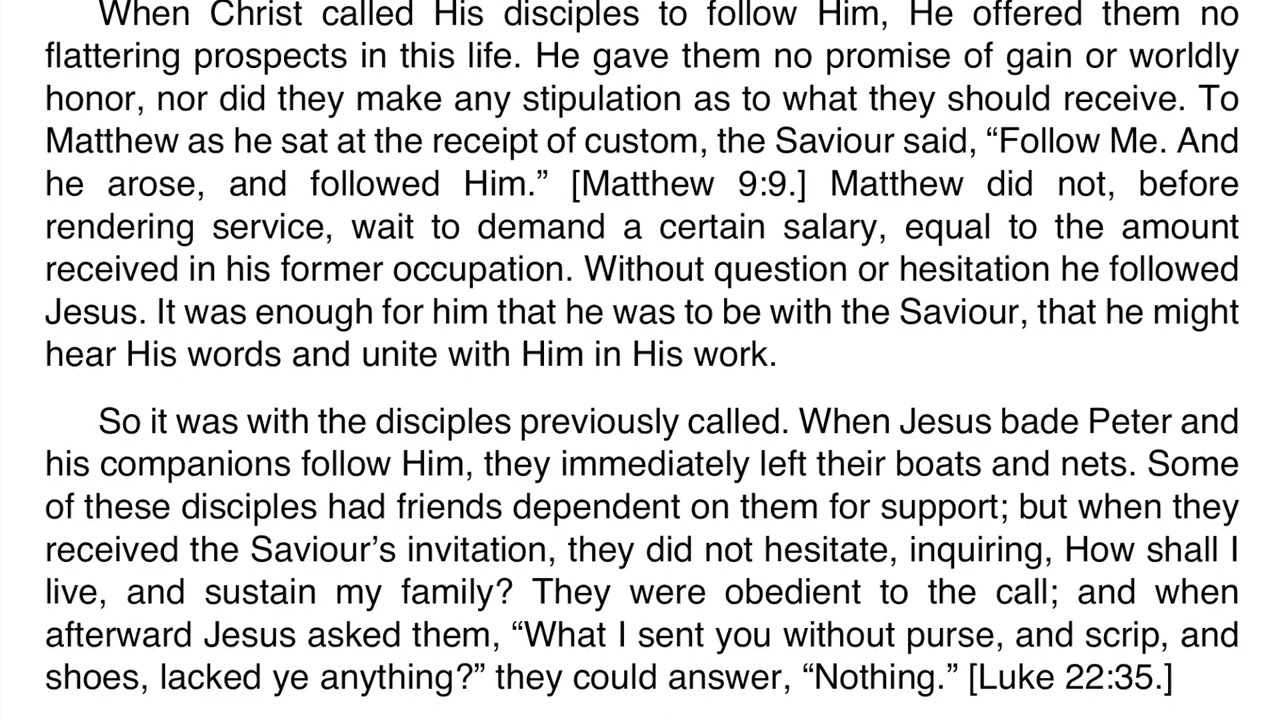 When Christ called His disciples to follow Him, He offered them no
flattering prospects in this life. He gave them no promise of gain or worldly
honor, nor did they make any stipulation as to what they should receive. To
Matthew as he sat at the receipt of custom, the Saviour said, “Follow Me. And
he arose, and followed Him.” [Matthew 9:9.] Matthew did not, before
rendering service, wait to demand a certain salary, equal to the amount
received in his former occupation. Without question or hesitation he followed
Jesus. It was enough for him that he was to be with the Saviour, that he might
hear His words and unite with Him in His work.
So it was with the disciples previously called. When Jesus bade Peter and
his companions follow Him, they immediately left their boats and nets. Some
of these disciples had friends dependent on them for support; but when they
received the Saviour’s invitation, they did not hesitate, inquiring, How shall I
live, and sustain my family? They were obedient to the call; and when
afterward Jesus asked them, “What I sent you without purse, and scrip, and
shoes, lacked ye anything?” they could answer, “Nothing.” [Luke 22:35.]